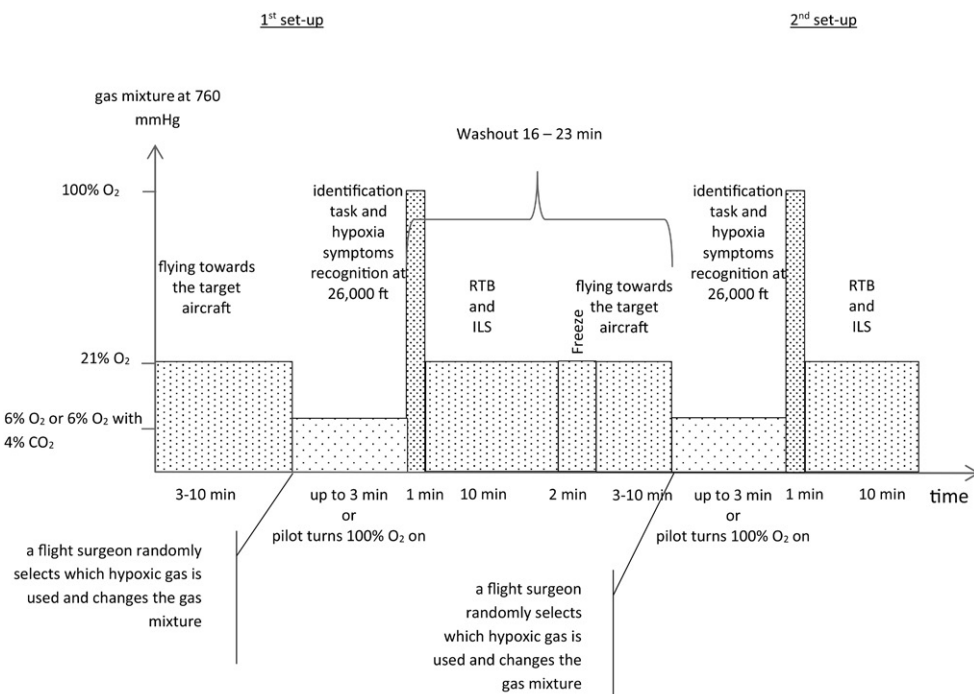 1st set-up
2nd set-up
gas mixture at 760
mmHg
Washout 16 – 23 min
100% O₂
identification
task and
hypoxia
symptoms
recognition at
26,000 ft
identification
task and
hypoxia
symptoms
recognition at
26,000 ft
flying towards
the target
aircraft
RTB
and
ILS
Freeze
flying towards
the target
aircraft
RTB
and
ILS
21% O₂
6% O₂ or 6% O₂ with
4% CO₂
3-10 min
up to 3 min
or
pilot turns 100% O₂ on
1 min
10 min
2 min
3-10 min
up to 3 min
or
pilot turns 100% O₂ on
1 min
10 min
time
a flight surgeon randomly
selects which hypoxic gas is
used and changes the gas
mixture
a flight surgeon
randomly selects
which hypoxic gas is
used and changes the
gas mixture